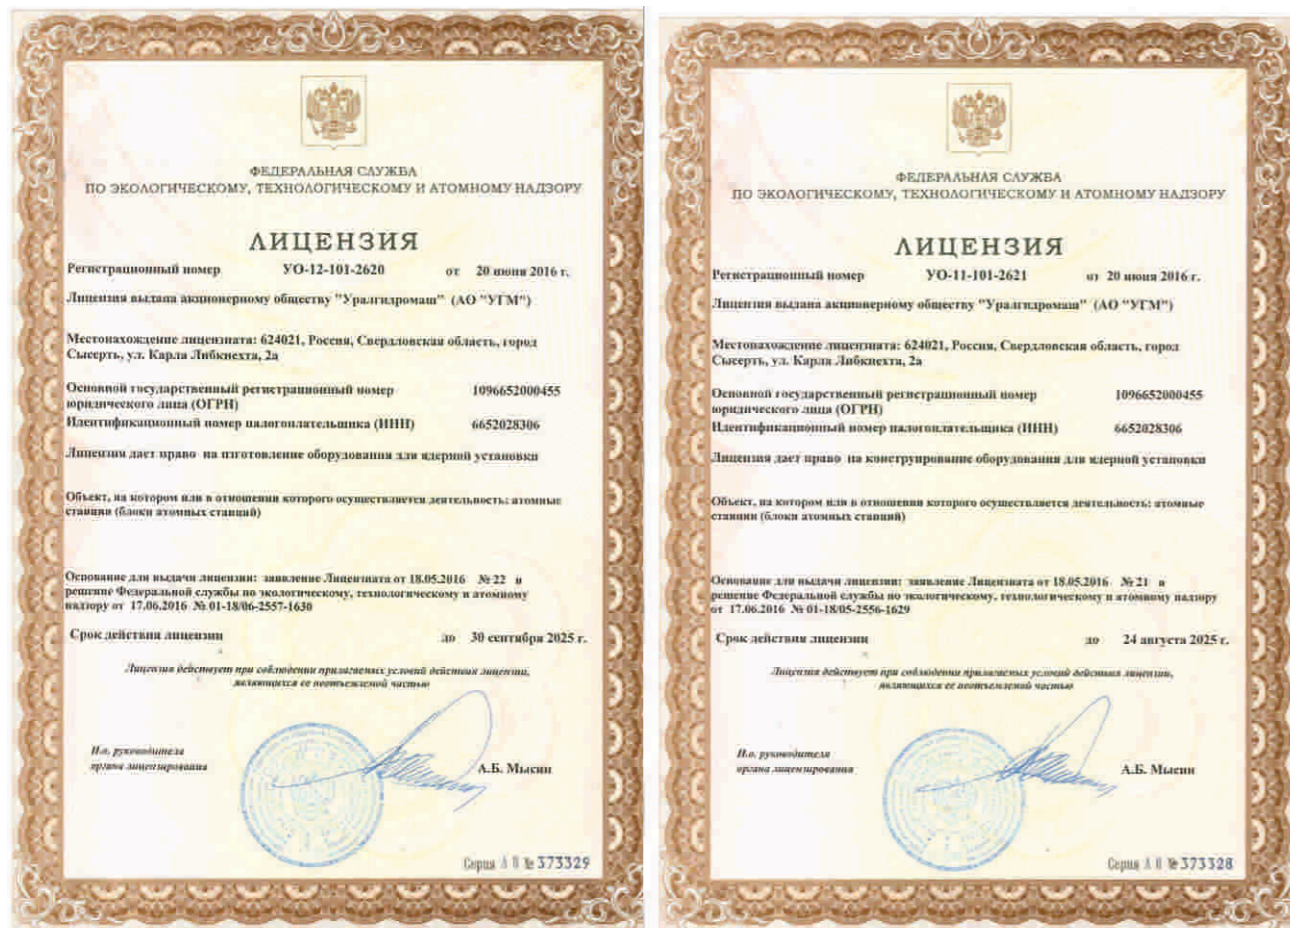 ФЕДЕРАЛЬНАЯ СЛУЖБА
ПО ЭКОЛОГИЧЕСКОМУ, ТЕХНОЛОГИЧЕСКОМУ И АТОМНОМУ НАДЗОРУ
ЛИЦЕНЗИЯ
Регистрационный номер УО-12-101-2620 от 20 июня 2016 г.
Лицензия выдана акционерному обществу "Уралгидромаш" (АО "УГМ")
Местонахождение лицензиата: 624021, Россия, Свердловская область, город
Сысерть, ул. Карла Либкнехта, 2а
Основной государственный регистрационный номер 1096652000455
юридического лица (ОГРН)
Идентификационный номер налогоплательщика (ИНН) 6652028306
Лицензия дает право на изготовление оборудования для ядерной установки
Объект, на котором или в отношении которого осуществляется деятельность: атомные
станции (блоки атомных станций)
Основание для выдачи лицензии: заявление Лицензиата от 18.05.2016 № 22 и
решение Федеральной службы по экологическому, технологическому и атомному
надзору от 17.06.2016 № 01-18/06-2557-1630
Срок действия лицензии до 30 сентября 2025 г.
Лицензия действует при соблюдении прилагаемых условий действия лицензии,
являющихся ее неотъемлемой частью
И.о. руководителя
органа лицензирования А.Б. Мысин
Серия А В № 373329
ФЕДЕРАЛЬНАЯ СЛУЖБА
ПО ЭКОЛОГИЧЕСКОМУ, ТЕХНОЛОГИЧЕСКОМУ И АТОМНОМУ НАДЗОРУ
ЛИЦЕНЗИЯ
Регистрационный номер УО-11-101-2621 от 20 июня 2016 г.
Лицензия выдана акционерному обществу "Уралгидромаш" (АО "УГМ")
Местонахождение лицензиата: 624021, Россия, Свердловская область, город
Сысерть, ул. Карла Либкнехта, 2а
Основной государственный регистрационный номер 1096652000455
юридического лица (ОГРН)
Идентификационный номер налогоплательщика (ИНН) 6652028306
Лицензия дает право на конструирование оборудования для ядерной установки
Объект, на котором или в отношении которого осуществляется деятельность: атомные
станции (блоки атомных станций)
Основание для выдачи лицензии: заявление Лицензиата от 18.05.2016 № 21 и
решение Федеральной службы по экологическому, технологическому и атомному надзору
от 17.06.2016 № 01-18/05-2556-1629
Срок действия лицензии до 24 августа 2025 г.
Лицензия действует при соблюдении прилагаемых условий действия лицензии,
являющихся ее неотъемлемой частью
И.о. руководителя
органа лицензирования А.Б. Мысин
Серия А В № 373328